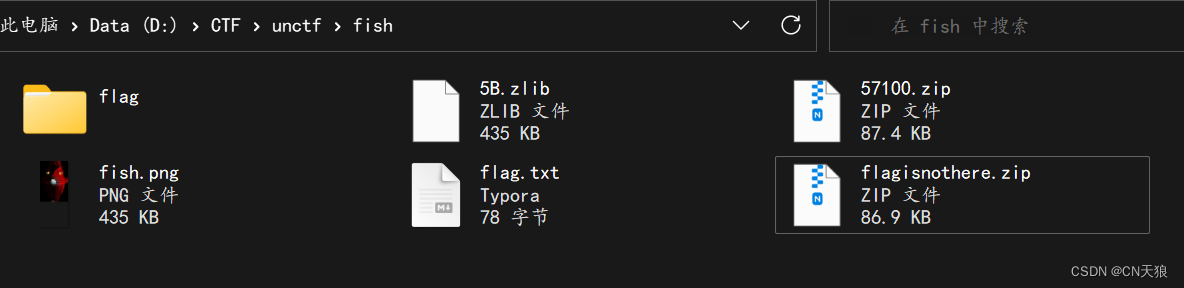 此电脑 › Data (D:) › CTF › unctf › fish
在 fish 中搜索
flag
5B.zlib
ZLIB 文件
435 KB
57100.zip
ZIP 文件
87.4 KB
fish.png
PNG 文件
435 KB
flag.txt
Typora
78 字节
flagisnothere.zip
ZIP 文件
86.9 KB
CSDN @CN天狼